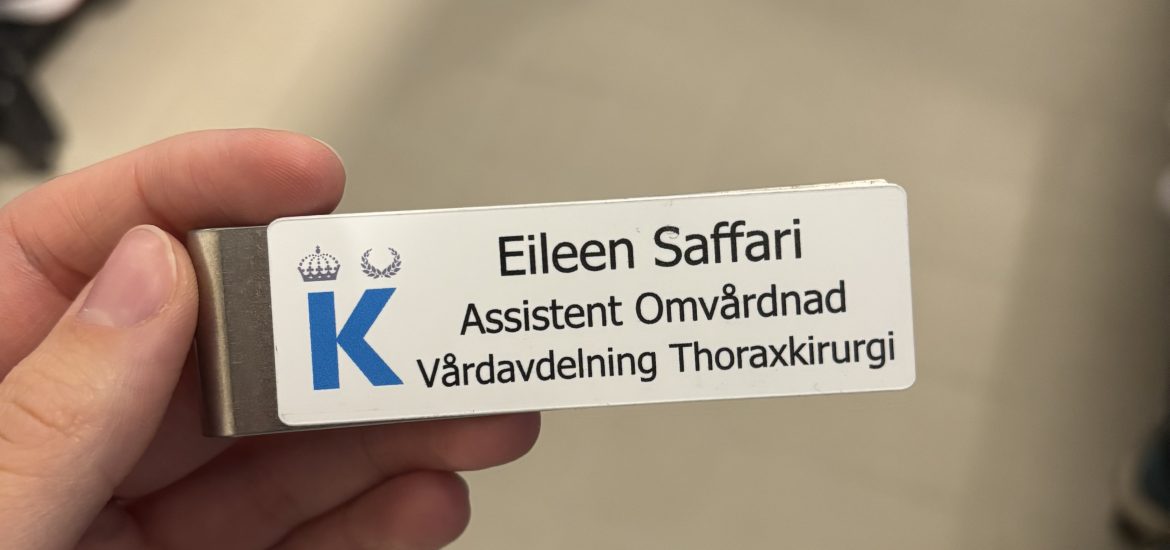 Eileen Saffari
Assistent Omvårdnad
K Vårdavdelning Thoraxkirurgi